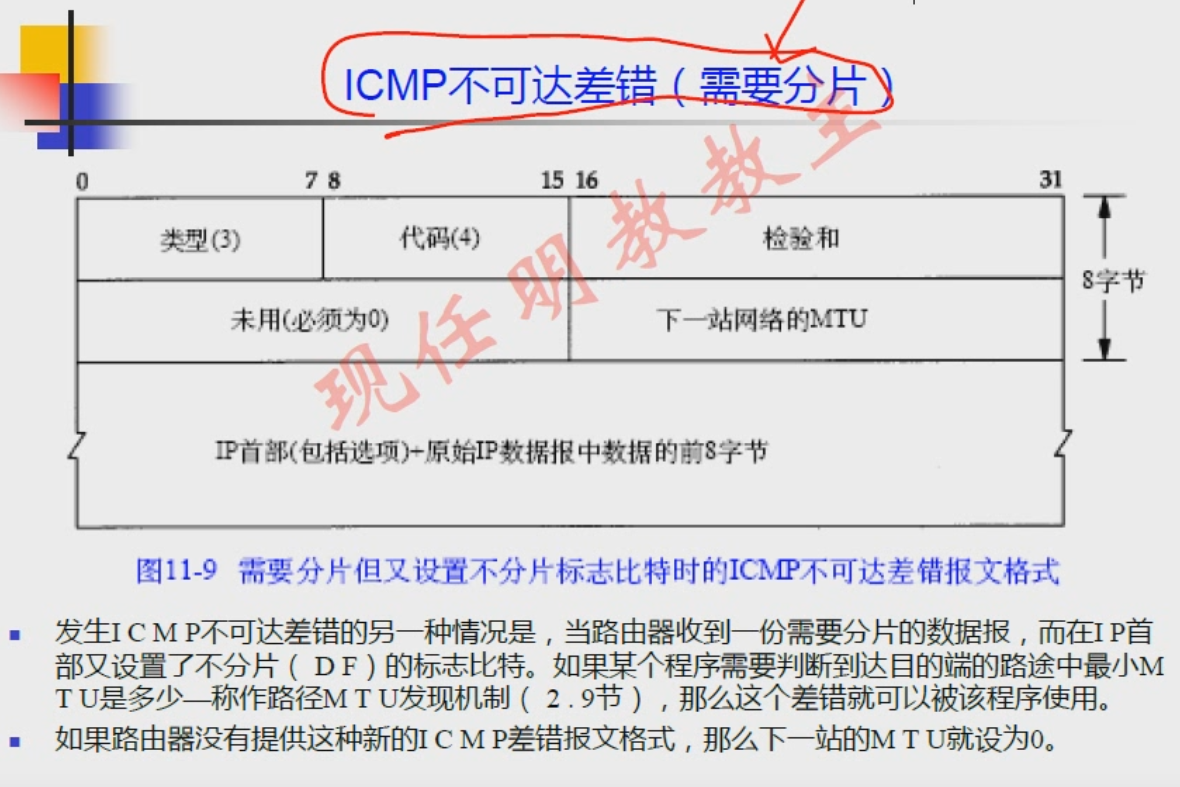 ICMP不可达差错（需要分片）
0 7 8 15 16 31
类型(3) 代码(4) 检验和
8字节
未用(必须为0) 下一站网络的MTU
IP首部(包括选项)+原始IP数据报中数据的前8字节
现任明教教主
图11-9 需要分片但又设置不分片标志比特时的ICMP不可达差错报文格式
发生I C M P不可达差错的另一种情况是，当路由器收到一份需要分片的数据报，而在I P首
部又设置了不分片（ D F）的标志比特。如果某个程序需要判断到达目的端的路途中最小M
T U是多少—称作路径M T U发现机制（ 2 . 9节），那么这个差错就可以被该程序使用。
如果路由器没有提供这种新的I C M P差错报文格式，那么下一站的M T U就设为0。